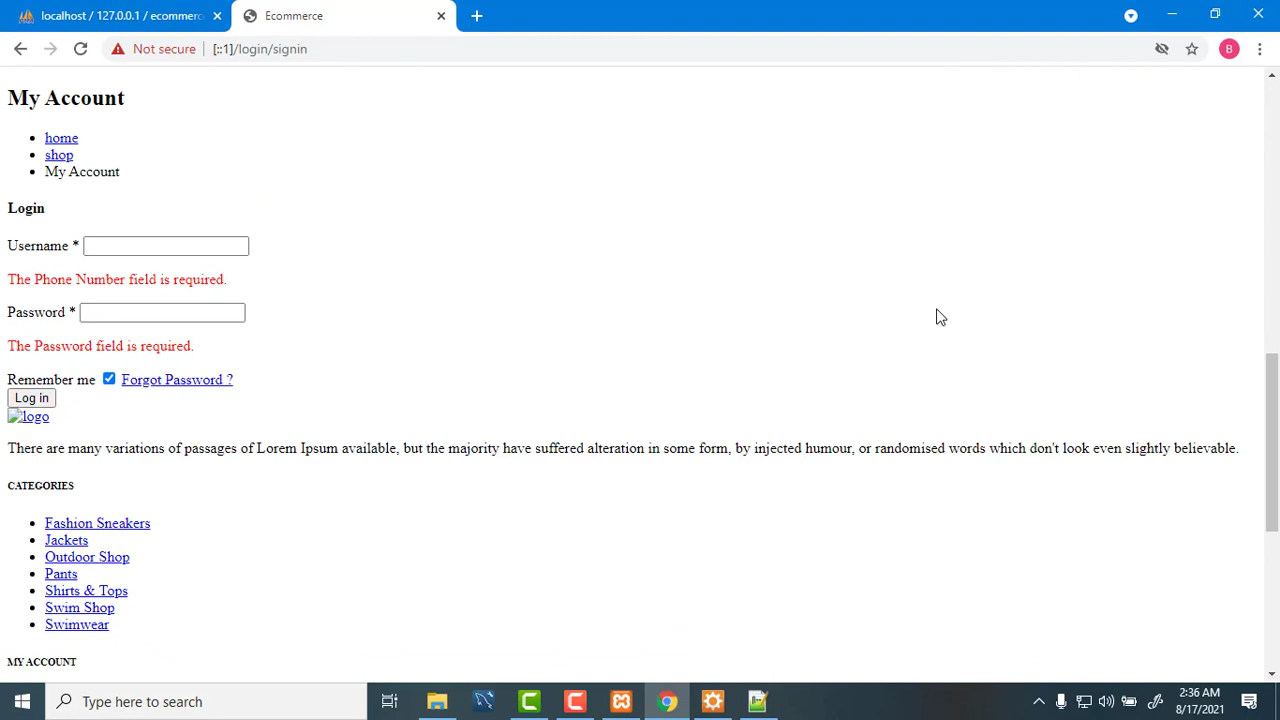 localhost / 127.0.0.1 / ecommerc
Ecommerce
Not secure
[::1]/login/signin
B
My Account
home
shop
My Account
Login
Username *
The Phone Number field is required.
Password *
The Password field is required.
Remember me Forgot Password ?
Log in
logo
There are many variations of passages of Lorem Ipsum available, but the majority have suffered alteration in some form, by injected humour, or randomised words which don't look even slightly believable.
CATEGORIES
Fashion Sneakers
Jackets
Outdoor Shop
Pants
Shirts & Tops
Swim Shop
Swimwear
MY ACCOUNT
Type here to search
2:36 AM
8/17/2021